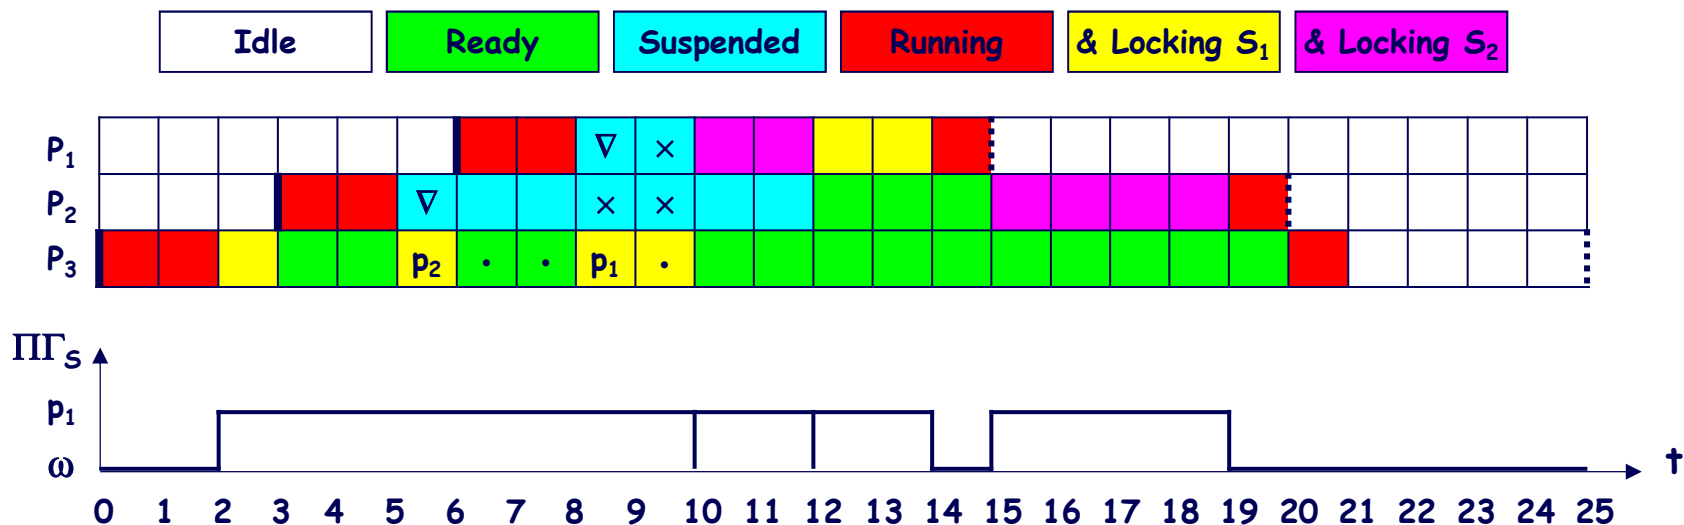 Idle Ready Suspended Running & Locking S₁ & Locking S₂
P₁ ∇ ×
P₂ ∇ × ×
P₃ p₂ · · p₁ ·
ΠΓ_S
p₁
ω t
0 1 2 3 4 5 6 7 8 9 10 11 12 13 14 15 16 17 18 19 20 21 22 23 24 25